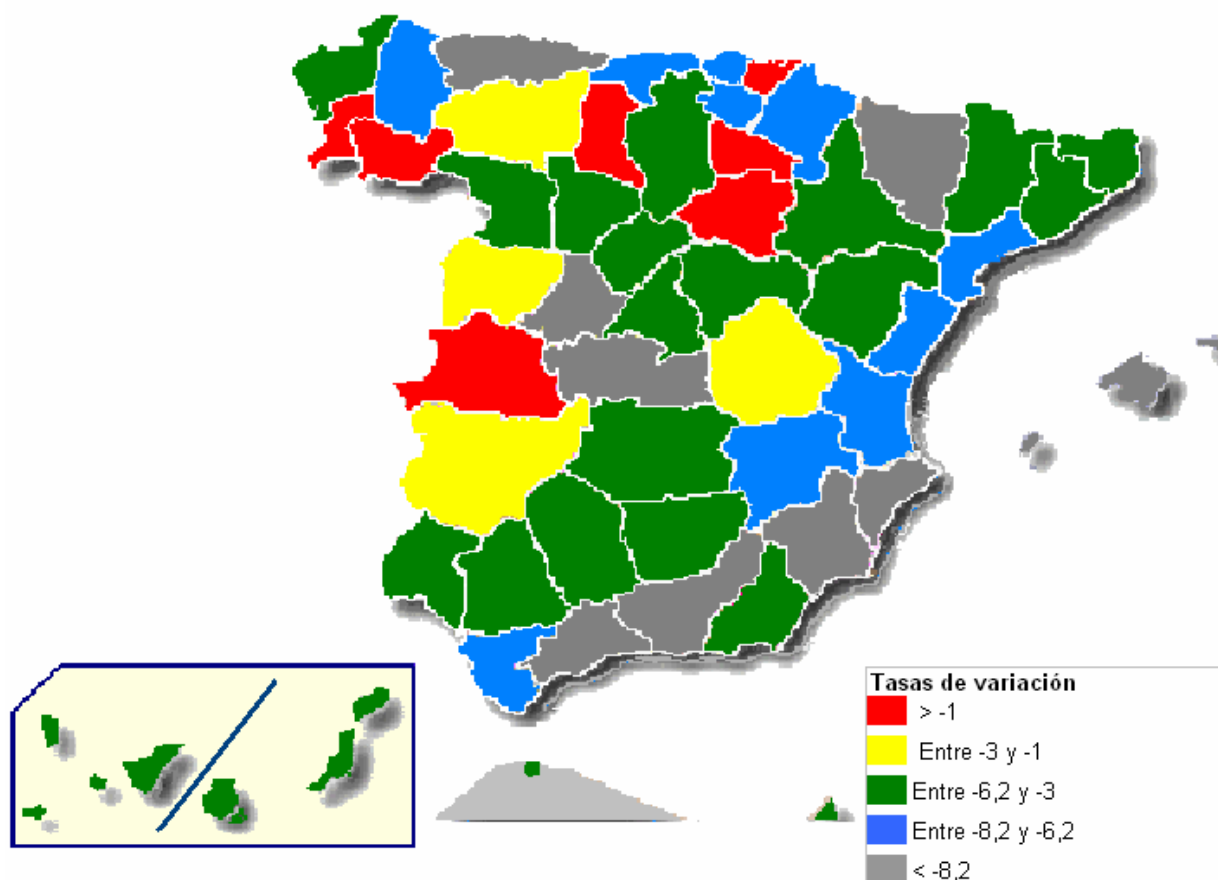 Tasas de variación
> -1
Entre -3 y -1
Entre -6,2 y -3
Entre -8,2 y -6,2
< -8,2